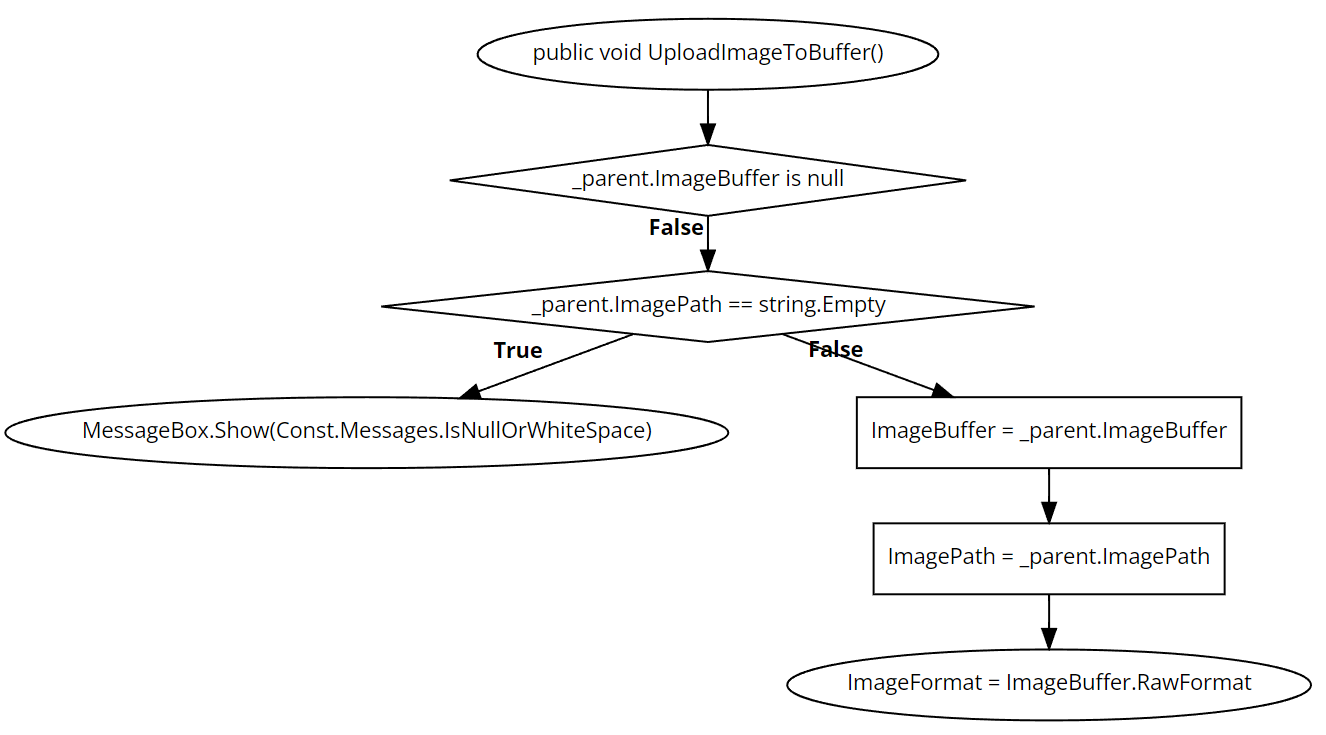 public void UploadImageToBuffer()
_parent.ImageBuffer is null
False
_parent.ImagePath == string.Empty
True
False
MessageBox.Show(Const.Messages.IsNullOrWhiteSpace)
ImageBuffer = _parent.ImageBuffer
ImagePath = _parent.ImagePath
ImageFormat = ImageBuffer.RawFormat